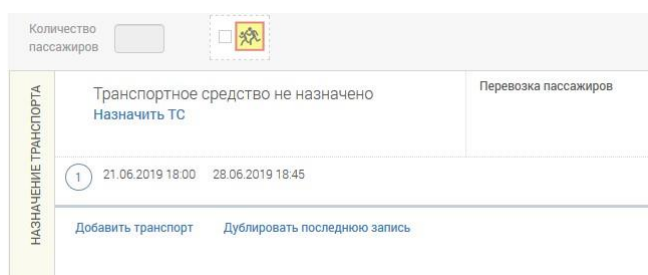 Количество
пассажиров
НАЗНАЧЕНИЕ ТРАНСПОРТА
Транспортное средство не назначено
Назначить ТС
Перевозка пассажиров
1 21.06.2019 18:00 28.06.2019 18:45
Добавить транспорт Дублировать последнюю запись